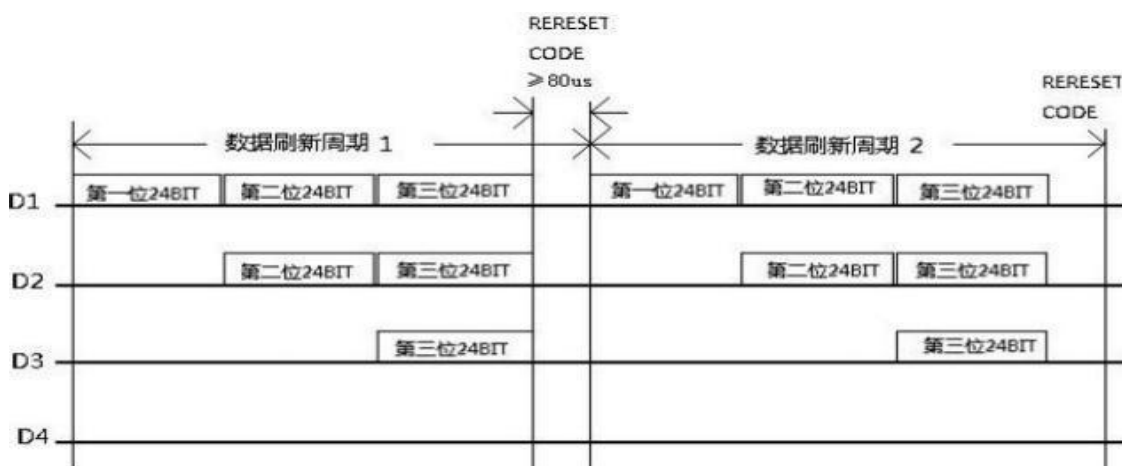 RERESET
CODE
≥80us
RERESET
CODE
数据刷新周期 1
数据刷新周期 2
D1 第一位24BIT 第二位24BIT 第三位24BIT 第一位24BIT 第二位24BIT 第三位24BIT
D2 第二位24BIT 第三位24BIT 第二位24BIT 第三位24BIT
D3 第三位24BIT 第三位24BIT
D4